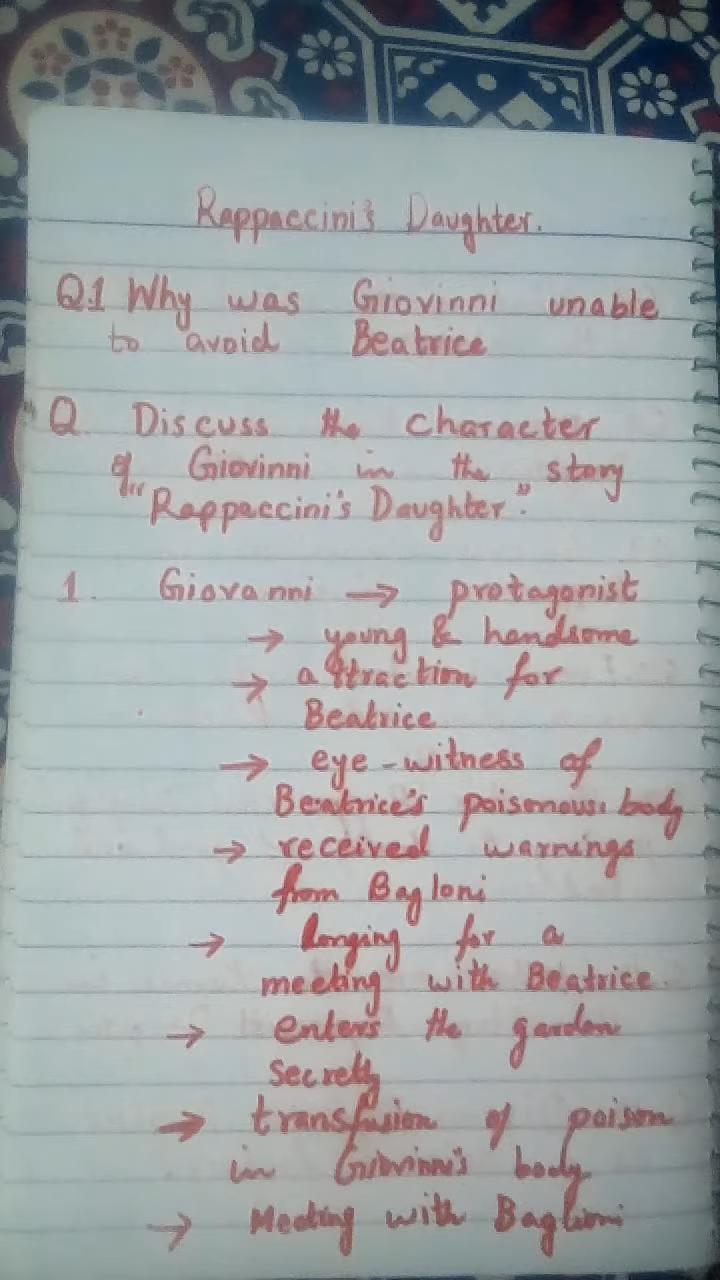 Rappaccini's Daughter.
Q.1 Why was Giovinni unable
to avoid Beatrice
Q. Discuss the character
of Giovinni in the story
"Rappaccini's Daughter".
1. Giovanni → protagonist
→ young & handsome
→ attraction for
Beatrice
→ eye-witness of
Beatrice's poisonous body
→ received warnings
from Bagloni
→ longing for a
meeting with Beatrice.
→ enters the garden
secretly
→ transfusion of poison
in Giovinni's body
→ Meeting with Baglioni